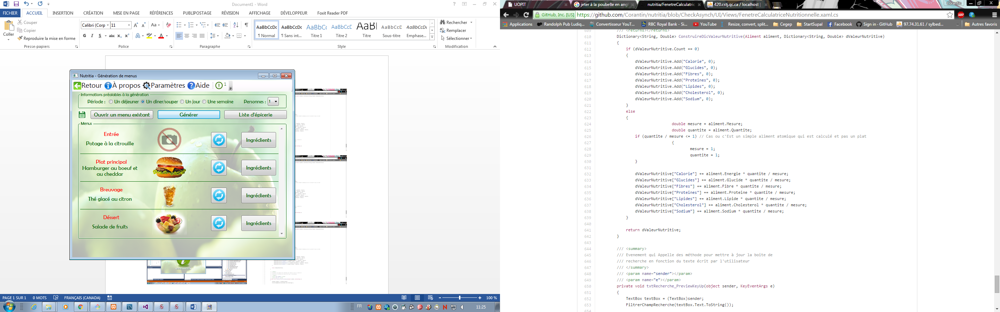 Document1 - Word
FICHIER ACCUEIL INSERTION CRÉATION MISE EN PAGE RÉFÉRENCES PUBLIPOSTAGE RÉVISION AFFICHAGE DÉVELOPPEUR Foxit Reader PDF
Coller
Couper
Copier
Reproduire la mise en forme
Presse-papiers
Calibri (Corp 11
G I S abc x₂ x²
Police
Paragraphe
AaBbCcDc AaBbCcDc AaBbCc AaBbCcD AaBl AaBbCcD AaBbCcD
¶ Normal ¶ Sans int... Titre 1 Titre 2 Titre Sous-titre Emphase...
Style
Rechercher
Remplacer
Sélectionner
Modification
Nutritia - Génération de menus
Retour À propos Paramètres Aide 1
Informations préalables à la génération
Période : Un déjeuner Un dîner/souper Un jour Une semaine Personnes : 1
Ouvrir un menu existant Générer Liste d'épicerie
Menus
Entrée
Potage à la citrouille
Ingrédients
Plat principal
Hamburger au boeuf et
au cheddar
Ingrédients
Breuvage
Thé glacé au citron
Ingrédients
Déssert
Salade de fruits
Ingrédients
PAGE 1 SUR 1 0 MOTS FRANÇAIS (CANADA) 100 %
FR 11:25
UOPIT jeter à la poubelle en angl nutritia/FenetreCalculatric 420.cstj.qc.ca / localhost | Corantin
GitHub, Inc. [US] https://github.com/Corantin/nutritia/blob/CheckAsynch/UI/Views/FenetreCalculatriceNutritionnelle.xaml.cs ABP
Applications Randolph Pub Ludiq... Convertisseur YouT... RBC Royal Bank - Si... YouTube Resize, convert, split... Cegep StartSupal Facebook Sign in · GitHub 97.74.31.61 / sylbed... » Autres favoris
609 /// <returns></returns>
610 Dictionary<String, Double> ConstruireDicValeurNutritive(Aliment aliment, Dictionary<String, Double> dValeurNutritive)
611 {
612 if (dValeurNutritive.Count == 0)
613 {
614 dValeurNutritive.Add("Calorie", 0);
615 dValeurNutritive.Add("Glucides", 0);
616 dValeurNutritive.Add("Fibres", 0);
617 dValeurNutritive.Add("Proteines", 0);
618 dValeurNutritive.Add("Lipides", 0);
619 dValeurNutritive.Add("Cholesterol", 0);
620 dValeurNutritive.Add("Sodium", 0);
621 }
622 else
623 {
624 double mesure = aliment.Mesure;
625 double quantite = aliment.Quantite;
626 if (quantite / mesure <= 1) // Cas ou c'Est un simple aliment atomique qui est calculé et pas un plat
627 {
628 mesure = 1;
629 quantite = 1;
630 }
631
632 dValeurNutritive["Calorie"] += aliment.Energie * quantite / mesure;
633 dValeurNutritive["Glucides"] += aliment.Glucide * quantite / mesure;
634 dValeurNutritive["Fibres"] += aliment.Fibre * quantite / mesure;
635 dValeurNutritive["Proteines"] += aliment.Proteine * quantite / mesure;
636 dValeurNutritive["Lipides"] += aliment.Lipide * quantite / mesure;
637 dValeurNutritive["Cholesterol"] += aliment.Cholesterol * quantite / mesure;
638 dValeurNutritive["Sodium"] += aliment.Sodium * quantite / mesure;
639 }
640
641 return dValeurNutritive;
642 }
643
644 /// <summary>
645 /// Evenement qui Appelle des méthode pour mettre à jour la boite de
646 /// recherche en fonction du texte écrit par l'utilisateur
647 /// </summary>
648 /// <param name="sender"></param>
649 /// <param name="e"></param>
650 private void txtRecherche_PreviewKeyUp(object sender, KeyEventArgs e)
651 {
652 TextBox textBox = (TextBox)sender;
653 FiltrerChampRecherche(textBox.Text.ToString());
654